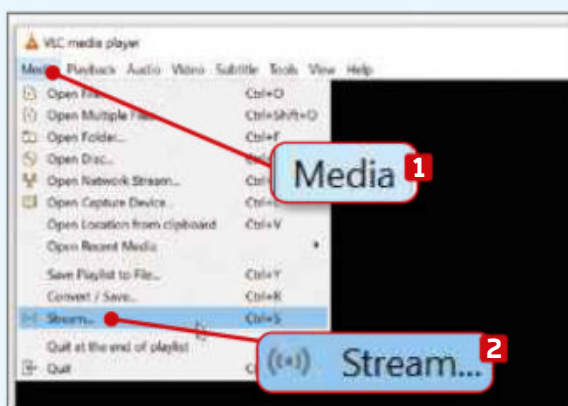 VLC media player
Media Playback Audio Video Subtitle Tools View Help
Open File... Ctrl+O
Open Multiple Files... Ctrl+Shift+O
Open Folder... Ctrl+F
Open Disc...
Media 1
Open Network Stream...
Open Capture Device...
Open Location from clipboard Ctrl+V
Open Recent Media
Save Playlist to File... Ctrl+Y
Convert / Save... Ctrl+R
Stream... Ctrl+S
Quit at the end of playlist
Stream... 2
Quit